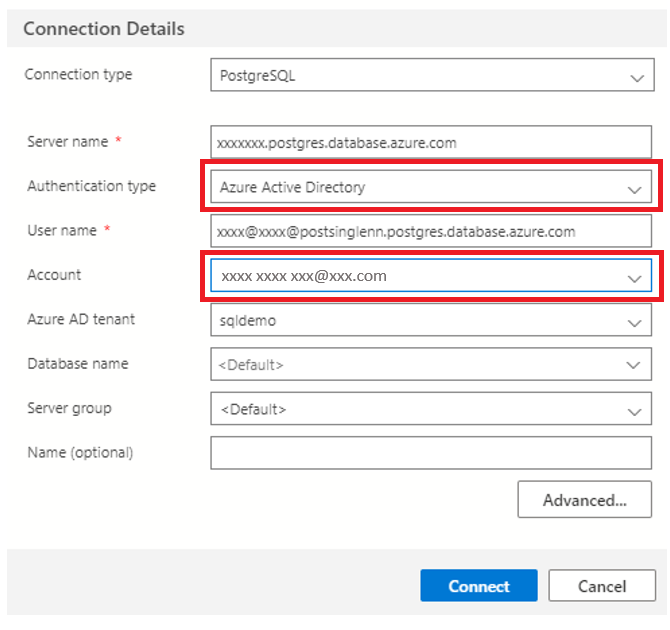 Connection Details
Connection type PostgreSQL
Server name * xxxxxxx.postgres.database.azure.com
Authentication type Azure Active Directory
User name * xxxx@xxxx@postsinglenn.postgres.database.azure.com
Account xxxx xxxx xxx@xxx.com
Azure AD tenant sqldemo
Database name <Default>
Server group <Default>
Name (optional)
Advanced...
Connect Cancel